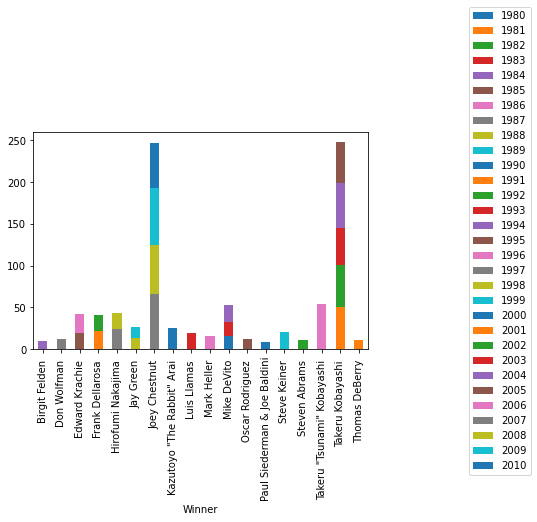 1980
1981
1982
1983
1984
1985
1986
1987
1988
1989
1990
1991
1992
1993
1994
1995
1996
1997
1998
1999
2000
2001
2002
2003
2004
2005
2006
2007
2008
2009
2010
250
200
150
100
50
0
Birgit Felden
Don Wolfman
Edward Krachie
Frank Dellarosa
Hirofumi Nakajima
Jay Green
Joey Chestnut
Kazutoyo "The Rabbit" Arai
Luis Llamas
Mark Heller
Mike DeVito
Oscar Rodriguez
Paul Siederman & Joe Baldini
Steve Keiner
Steven Abrams
Takeru "Tsunami" Kobayashi
Takeru Kobayashi
Thomas DeBerry
Winner